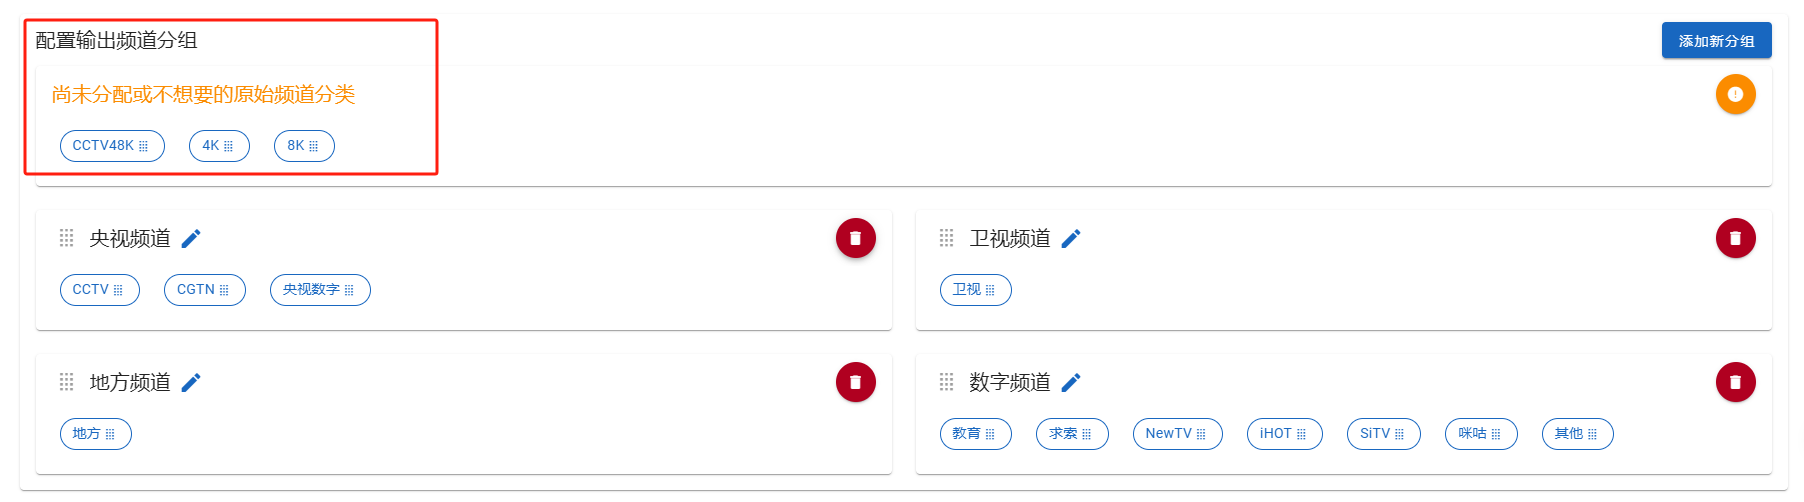 配置输出频道分组
添加新分组
尚未分配或不想要的原始频道分类
CCTV48K 4K 8K
央视频道
CCTV CGTN 央视数字
卫视频道
卫视
地方频道
地方
数字频道
教育 求索 NewTV iHOT SiTV 咪咕 其他